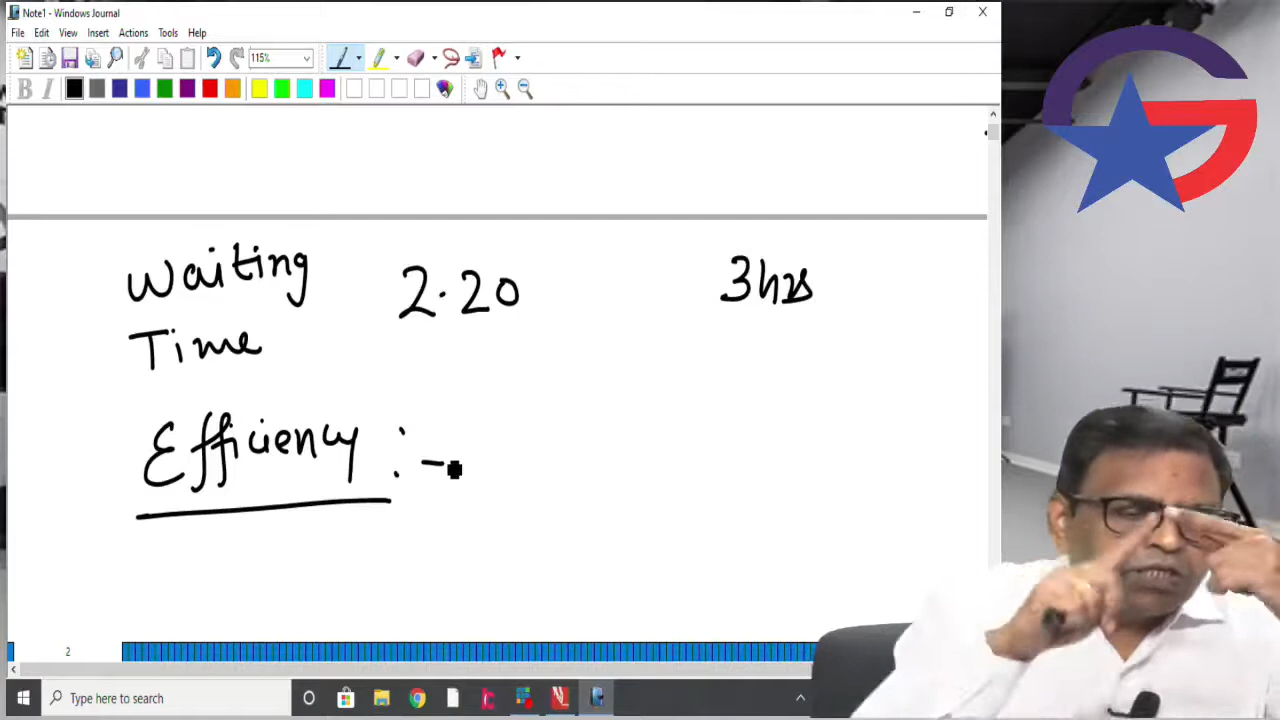 Note1 - Windows Journal
File Edit View Insert Actions Tools Help
115%
B I
Waiting 2.20 3hrs
Time
Efficiency :-
2
Type here to search